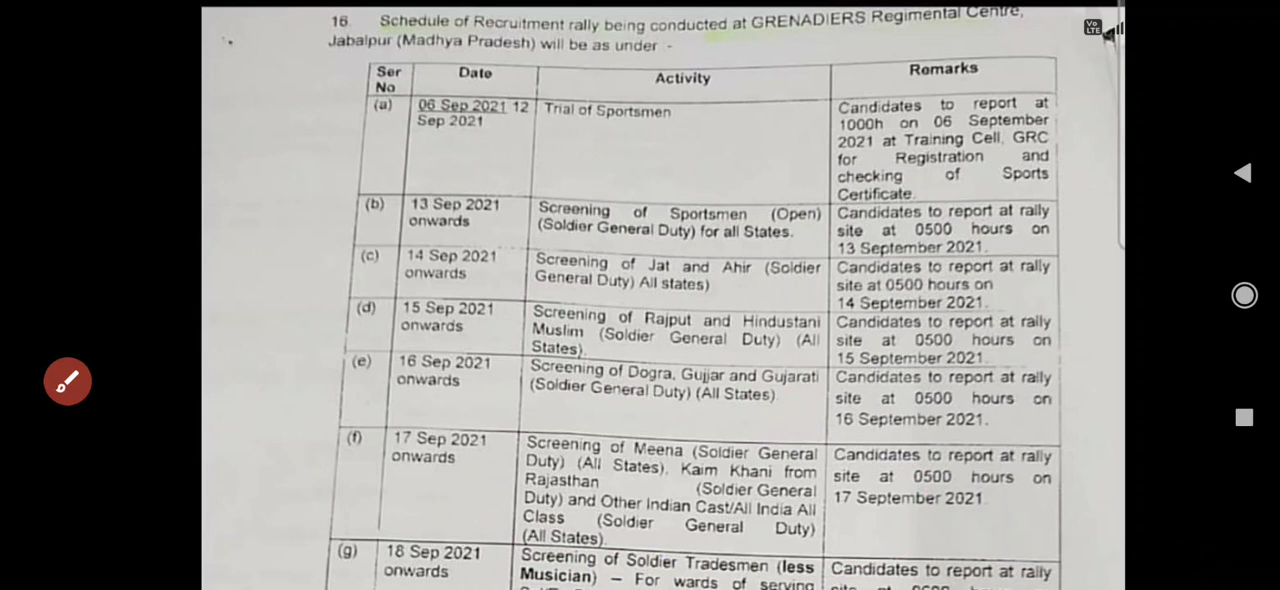 16. Schedule of Recruitment rally being conducted at GRENADIERS Regimental Centre,
Jabalpur (Madhya Pradesh) will be as under -
Ser No
Date
Activity
Remarks
(a)
06 Sep 2021 12
Sep 2021
Trial of Sportsmen
Candidates to report at
1000h on 06 September
2021 at Training Cell, GRC
for Registration and
checking of Sports
Certificate.
(b)
13 Sep 2021
onwards
Screening of Sportsmen (Open)
(Soldier General Duty) for all States.
Candidates to report at rally
site at 0500 hours on
13 September 2021.
(c)
14 Sep 2021
onwards
Screening of Jat and Ahir (Soldier
General Duty) All states)
Candidates to report at rally
site at 0500 hours on
14 September 2021.
(d)
15 Sep 2021
onwards
Screening of Rajput and Hindustani
Muslim (Soldier General Duty) (All
States).
Candidates to report at rally
site at 0500 hours on
15 September 2021.
(e)
16 Sep 2021
onwards
Screening of Dogra, Gujjar and Gujarati
(Soldier General Duty) (All States).
Candidates to report at rally
site at 0500 hours on
16 September 2021.
(f)
17 Sep 2021
onwards
Screening of Meena (Soldier General
Duty) (All States), Kaim Khani from
Rajasthan (Soldier General
Duty) and Other Indian Cast/All India All
Class (Soldier General Duty)
(All States).
Candidates to report at rally
site at 0500 hours on
17 September 2021.
(g)
18 Sep 2021
onwards
Screening of Soldier Tradesmen (less
Musician) – For wards of serving
Candidates to report at rally
Vo
LTE